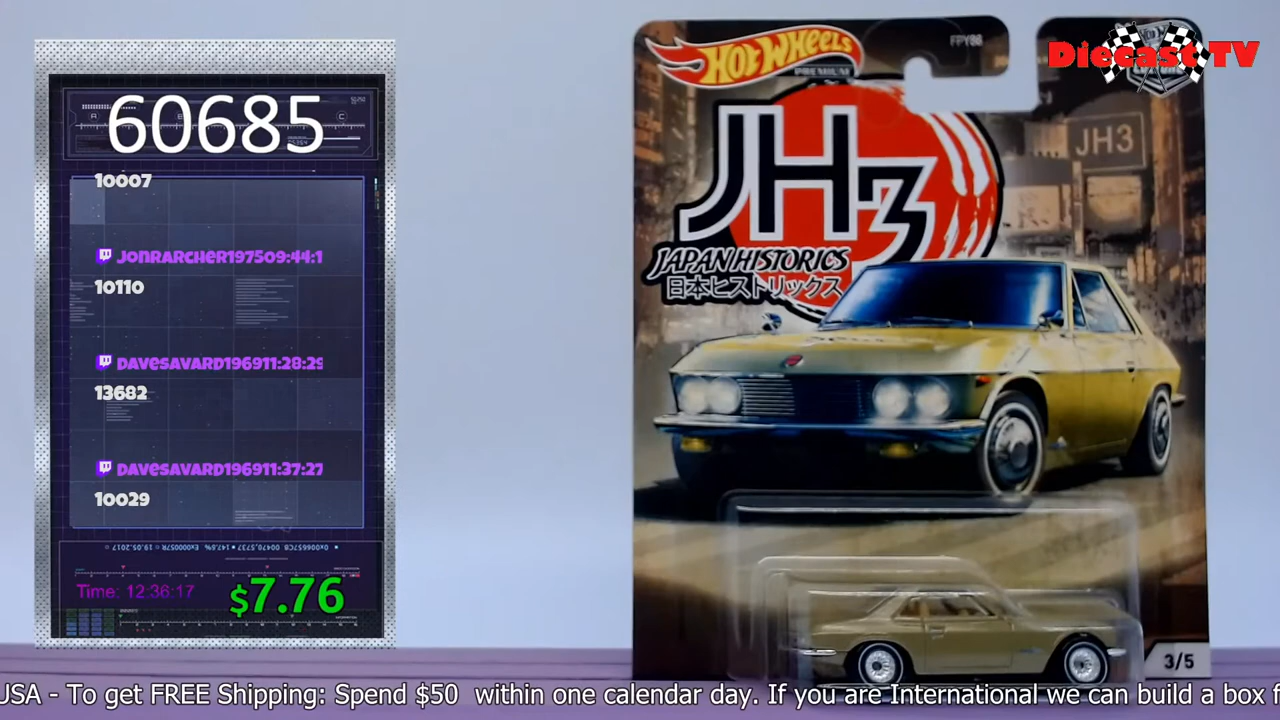 60685
10007
JONRARCHER197509:44:1
10110
DAVESAVARD196911:28:29
13682
DAVESAVARD196911:37:27
10029
Time: 12:36:17
$7.76
HOT WHEELS
PREMIUM
FPY86
Diecast TV
JH3
JH3
JAPAN HISTORICS
日本ヒストリックス
3/5
USA - To get FREE Shipping: Spend $50 within one calendar day. If you are International we can build a box f